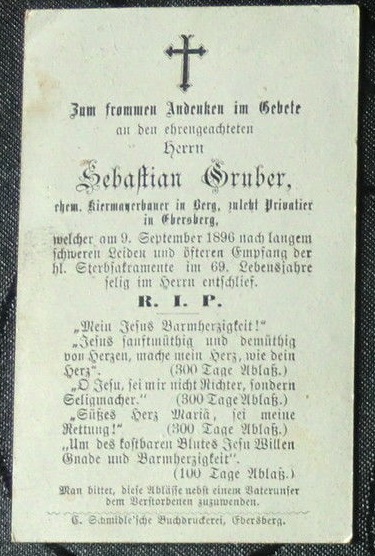 Zum frommen Andenken im Gebete
an den ehrengeachteten
Herrn
Sebastian Gruber,
ehem. Kiermayerbauer in Berg, zuletzt Privatier
in Ebersberg,
welcher am 9. September 1896 nach langem
schweren Leiden und öfteren Empfang der
hl. Sterbsakramente im 69. Lebensjahre
selig im Herrn entschlief.
R. I. P.
„Mein Jesus Barmherzigkeit!“
„Jesus sanftmüthig und demüthig
von Herzen, mache mein Herz, wie dein
Herz“. (300 Tage Ablaß.)
„O Jesu, sei mir nicht Richter, sondern
Seligmacher.“ (300 Tage Ablaß.)
„Süßes Herz Mariä, sei meine
Rettung!“ (300 Tage Ablaß.)
„Um des kostbaren Blutes Jesu Willen
Gnade und Barmherzigkeit“.
(100 Tage Ablaß.)
Man bittet, diese Ablässe nebst einem Vaterunser
dem Verstorbenen zuzuwenden.
C. Schmidle'sche Buchdruckerei, Ebersberg.